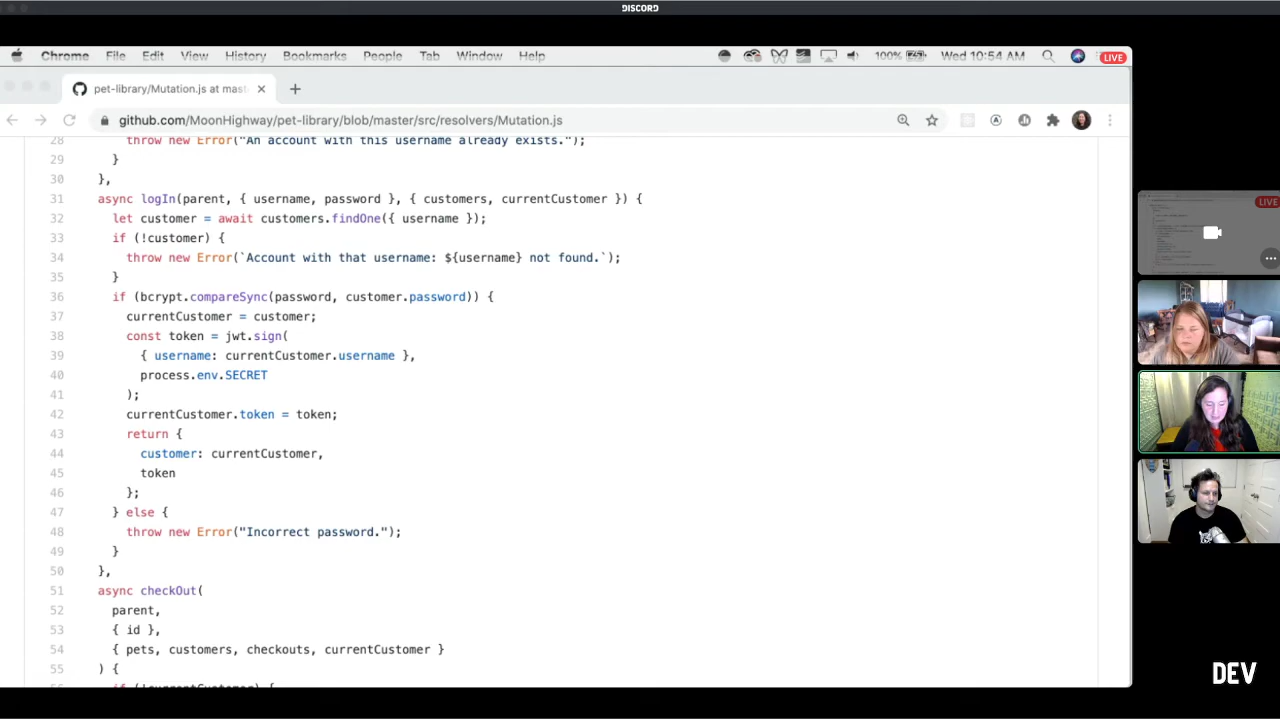 DISCORD
Chrome File Edit View History Bookmarks People Tab Window Help 100% Wed 10:54 AM LIVE
pet-library/Mutation.js at mast
github.com/MoonHighway/pet-library/blob/master/src/resolvers/Mutation.js
28 throw new Error("An account with this username already exists.");
29 }
30 },
31 async logIn(parent, { username, password }, { customers, currentCustomer }) {
32 let customer = await customers.findOne({ username });
33 if (!customer) {
34 throw new Error(`Account with that username: ${username} not found.`);
35 }
36 if (bcrypt.compareSync(password, customer.password)) {
37 currentCustomer = customer;
38 const token = jwt.sign(
39 { username: currentCustomer.username },
40 process.env.SECRET
41 );
42 currentCustomer.token = token;
43 return {
44 customer: currentCustomer,
45 token
46 };
47 } else {
48 throw new Error("Incorrect password.");
49 }
50 },
51 async checkOut(
52 parent,
53 { id },
54 { pets, customers, checkouts, currentCustomer }
55 ) {
if (!currentCustomer) {
LIVE
DEV